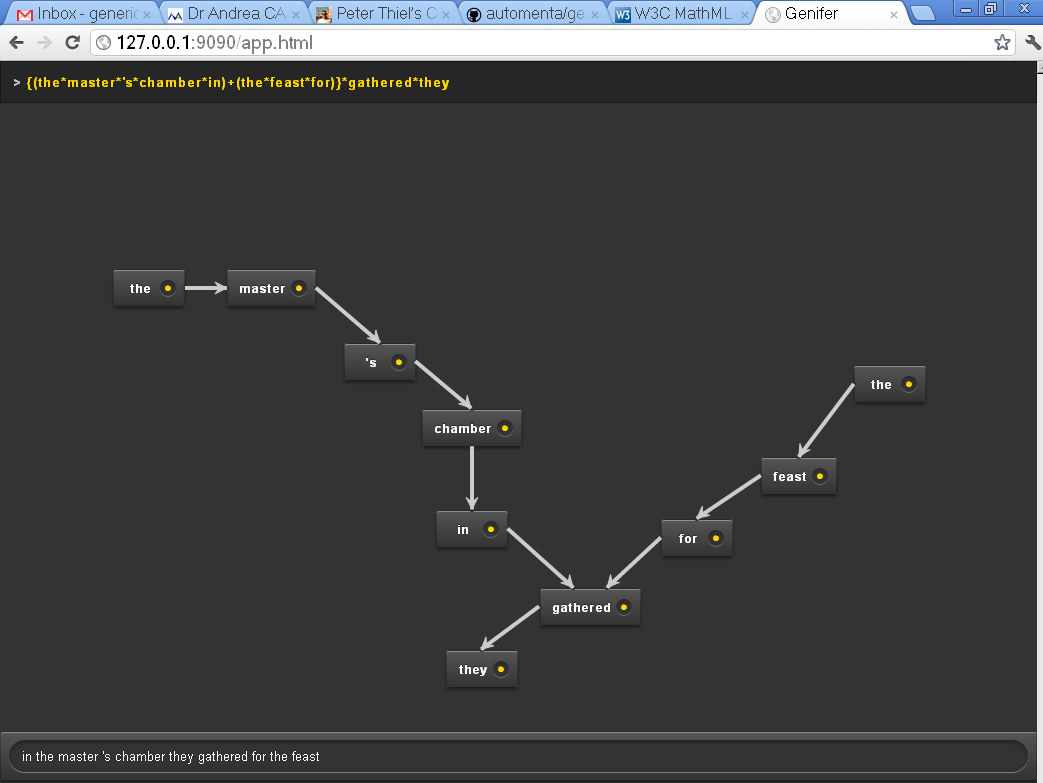 Inbox - generic
Dr Andrea CA
Peter Thiel's C
automenta/ge
W3C MathML
Genifer
127.0.0.1:9090/app.html
> {(the*master*'s*chamber*in)+(the*feast*for)}*gathered*they
the
master
's
chamber
the
feast
in
for
gathered
they
in the master 's chamber they gathered for the feast